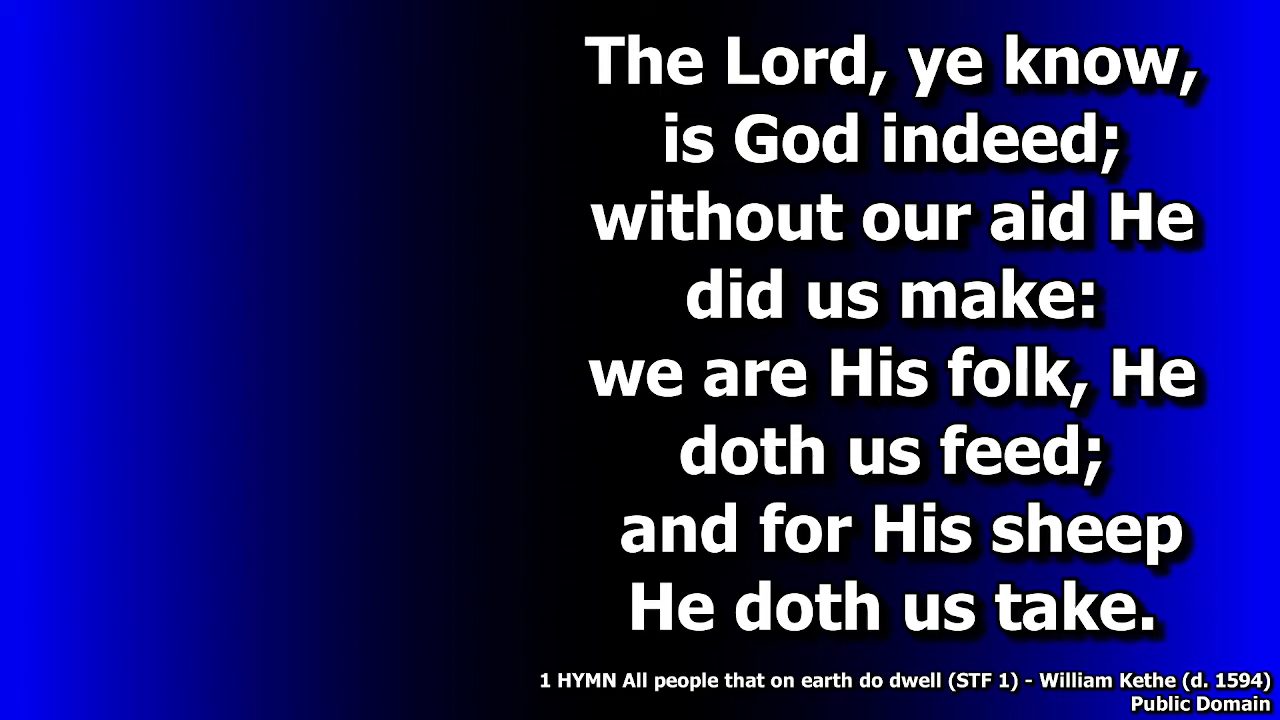 The Lord, ye know,
is God indeed;
without our aid He
did us make:
we are His folk, He
doth us feed;
and for His sheep
He doth us take.
1 HYMN All people that on earth do dwell (STF 1) - William Kethe (d. 1594)
Public Domain